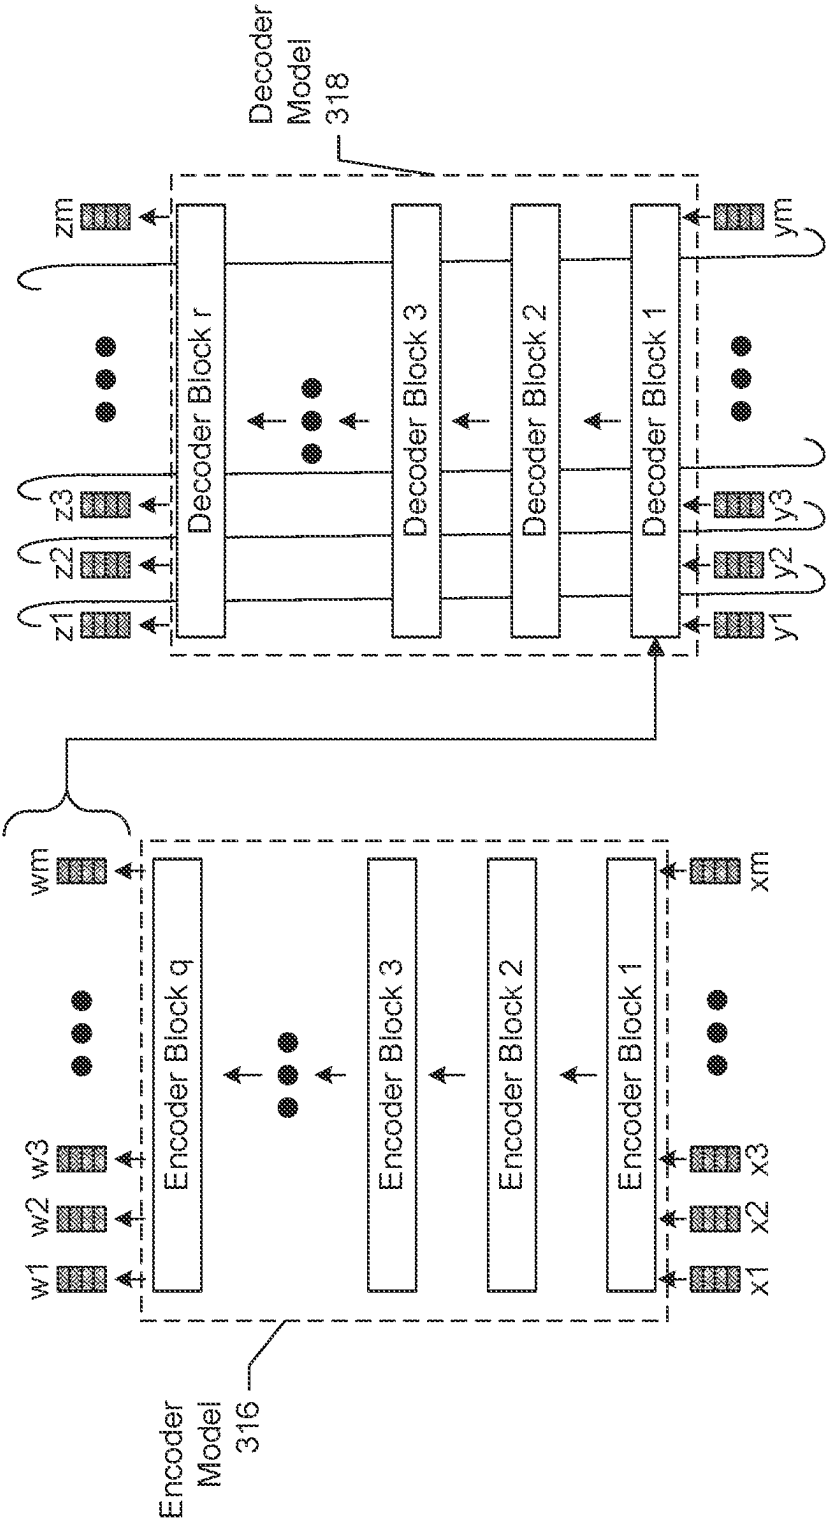 Encoder
Model
316
w1
w2
w3
wm
Encoder Block q
Encoder Block 3
Encoder Block 2
Encoder Block 1
x1
x2
x3
xm
Decoder
Model
318
z1
z2
z3
zm
Decoder Block r
Decoder Block 3
Decoder Block 2
Decoder Block 1
y1
y2
y3
ym